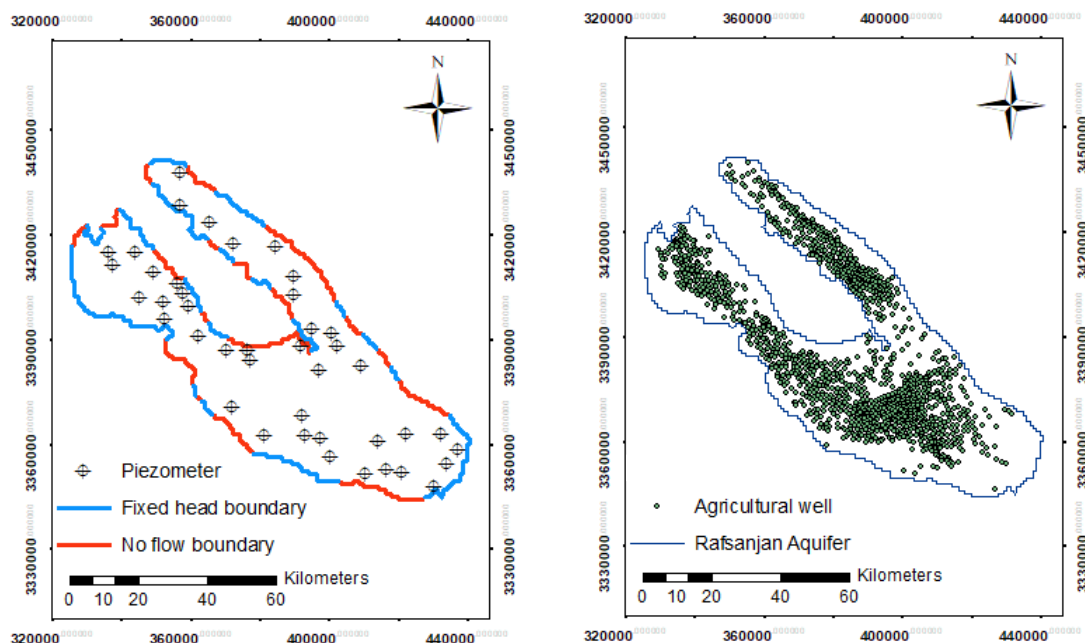 320000 360000 400000 440000
N
3450000 3450000
3420000 3420000
3390000 3390000
3360000 3360000
3330000 3330000
Piezometer
Fixed head boundary
No flow boundary
Kilometers
0 10 20 40 60
320000 360000 400000 440000
320000 360000 400000 440000
N
3450000 3450000
3420000 3420000
3390000 3390000
3360000 3360000
3330000 3330000
Agricultural well
Rafsanjan Aquifer
Kilometers
0 10 20 40 60
320000 360000 400000 440000